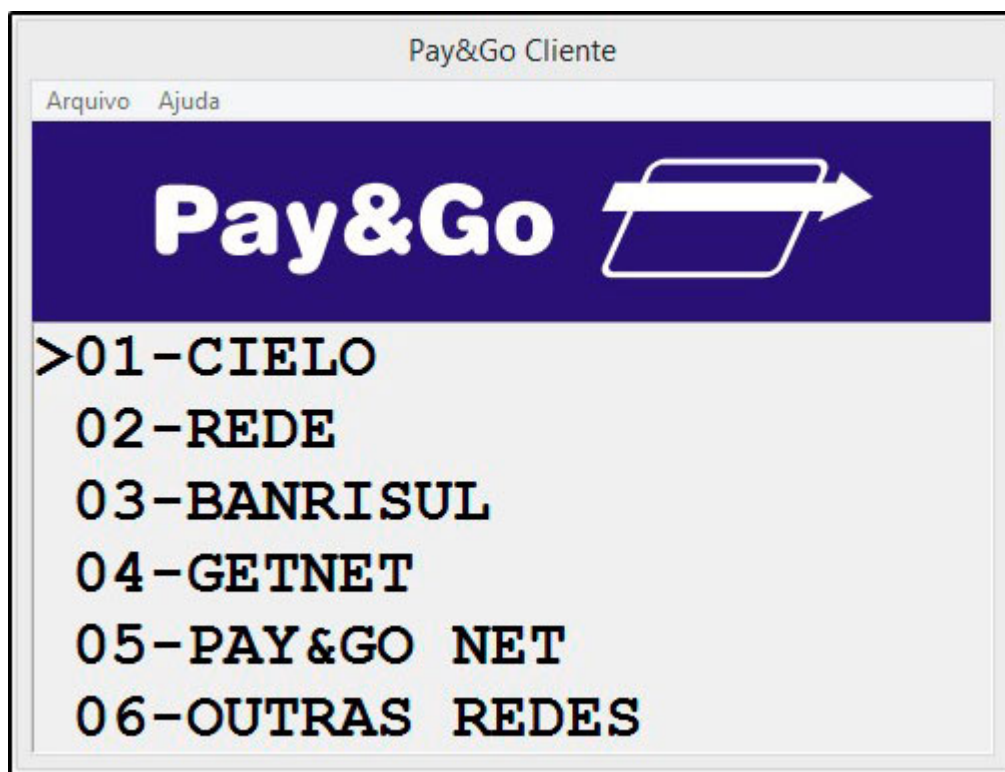 Pay&Go Cliente
Arquivo Ajuda
Pay&Go
>01-CIELO
02-REDE
03-BANRISUL
04-GETNET
05-PAY&GO NET
06-OUTRAS REDES